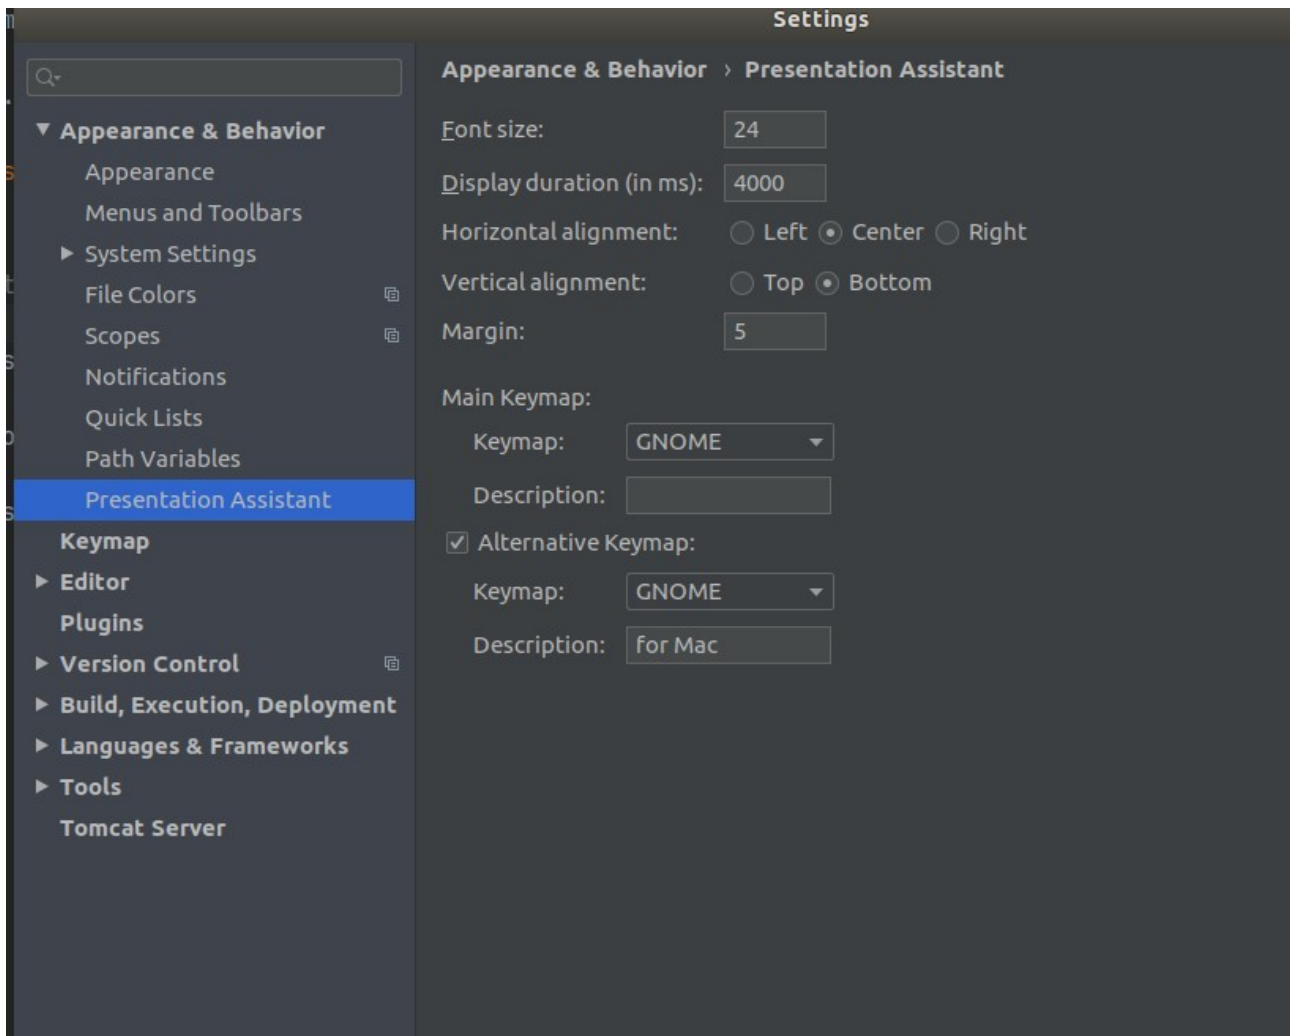 Settings
Appearance & Behavior
Appearance
Menus and Toolbars
System Settings
File Colors
Scopes
Notifications
Quick Lists
Path Variables
Presentation Assistant
Keymap
Editor
Plugins
Version Control
Build, Execution, Deployment
Languages & Frameworks
Tools
Tomcat Server
Appearance & Behavior › Presentation Assistant
Font size: 24
Display duration (in ms): 4000
Horizontal alignment: Left Center Right
Vertical alignment: Top Bottom
Margin: 5
Main Keymap:
Keymap: GNOME
Description:
Alternative Keymap:
Keymap: GNOME
Description: for Mac